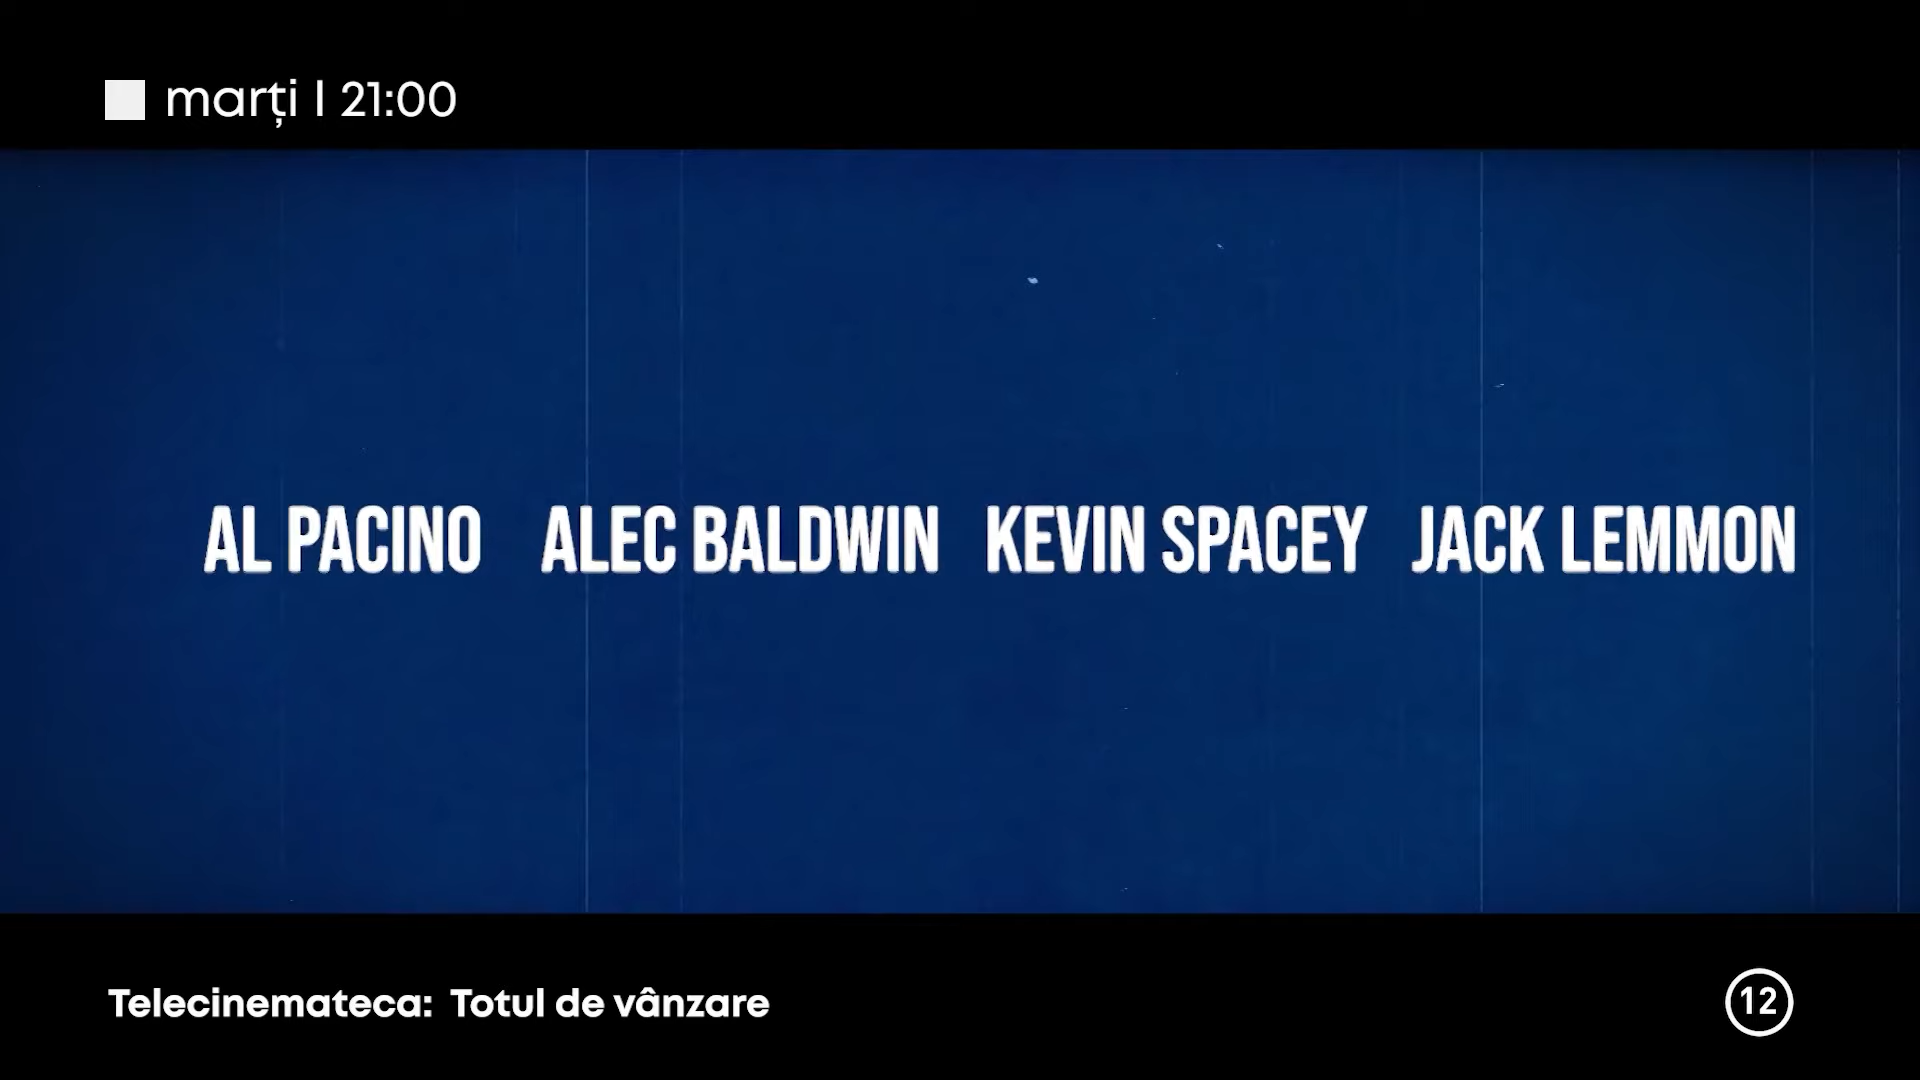 marți | 21:00
AL PACINO ALEC BALDWIN KEVIN SPACEY JACK LEMMON
Telecinemateca: Totul de vânzare
12